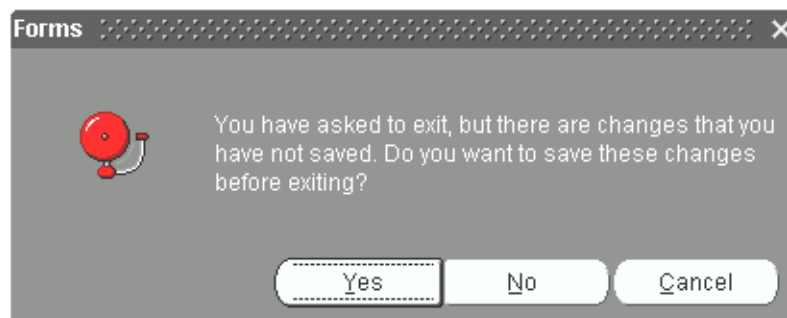 Forms
You have asked to exit, but there are changes that you
have not saved. Do you want to save these changes
before exiting?
Yes No Cancel